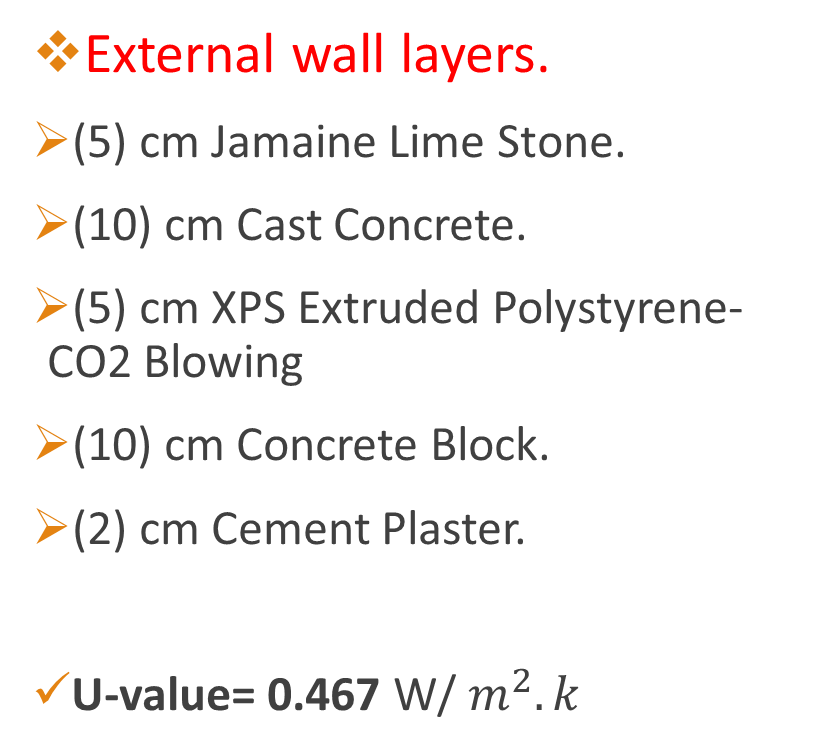 ❖External wall layers.
➢(5) cm Jamaine Lime Stone.
➢(10) cm Cast Concrete.
➢(5) cm XPS Extruded Polystyrene-
CO2 Blowing
➢(10) cm Concrete Block.
➢(2) cm Cement Plaster.
✓U-value= 0.467 W/ m². k